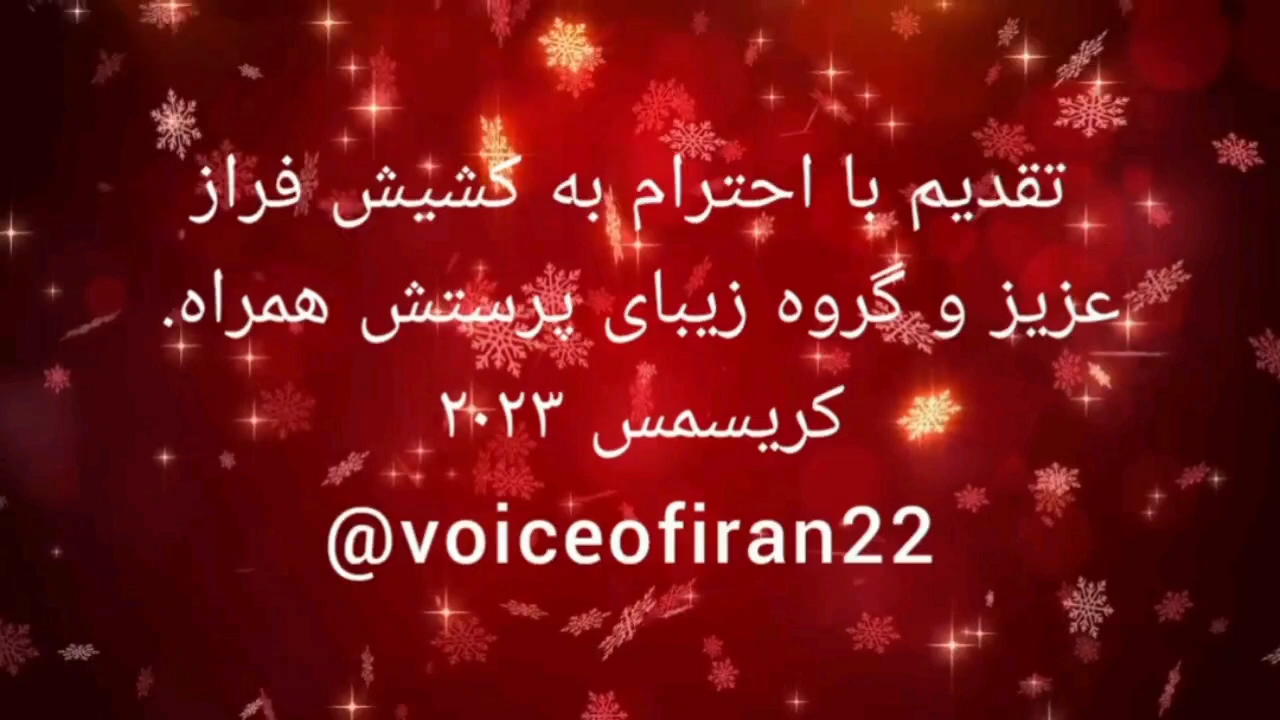 تقدیم با احترام به کشیش فراز
عزیز و گروه زیبای پرستش همراه.
کریسمس ۲۰۲۳
@voiceofiran22